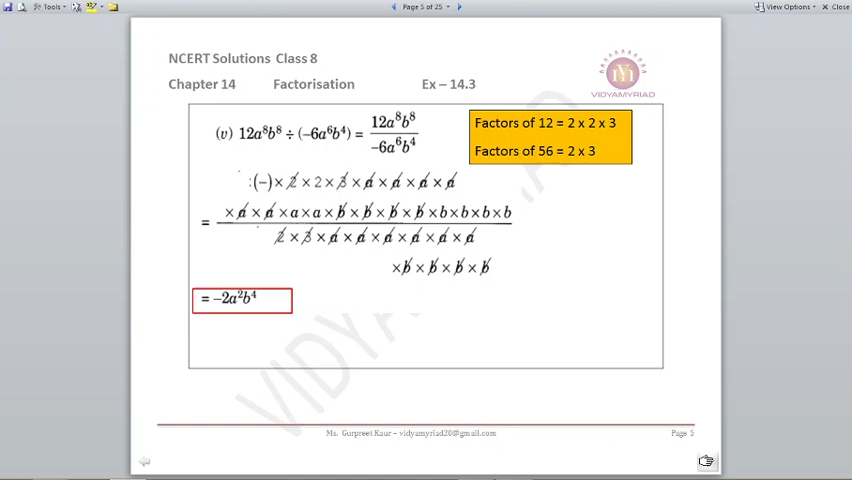 Tools
Page 5 of 25
View Options
Close
NCERT Solutions Class 8
Chapter 14 Factorisation Ex – 14.3
VIDYAMYRIAD
(v) 12a⁸b⁸ ÷ (−6a⁶b⁴) = 12a⁸b⁸ / −6a⁶b⁴
Factors of 12 = 2 x 2 x 3
Factors of 56 = 2 x 3
(−) × 2 × 2 × 3 × a × a × a × a
= × a × a × a × a × b × b × b × b × b × b × b × b
2 × 3 × a × a × a × a × a × a
× b × b × b × b
= −2a²b⁴
Ms. Gurpreet Kaur – vidyamyriad20@gmail.com
Page 5